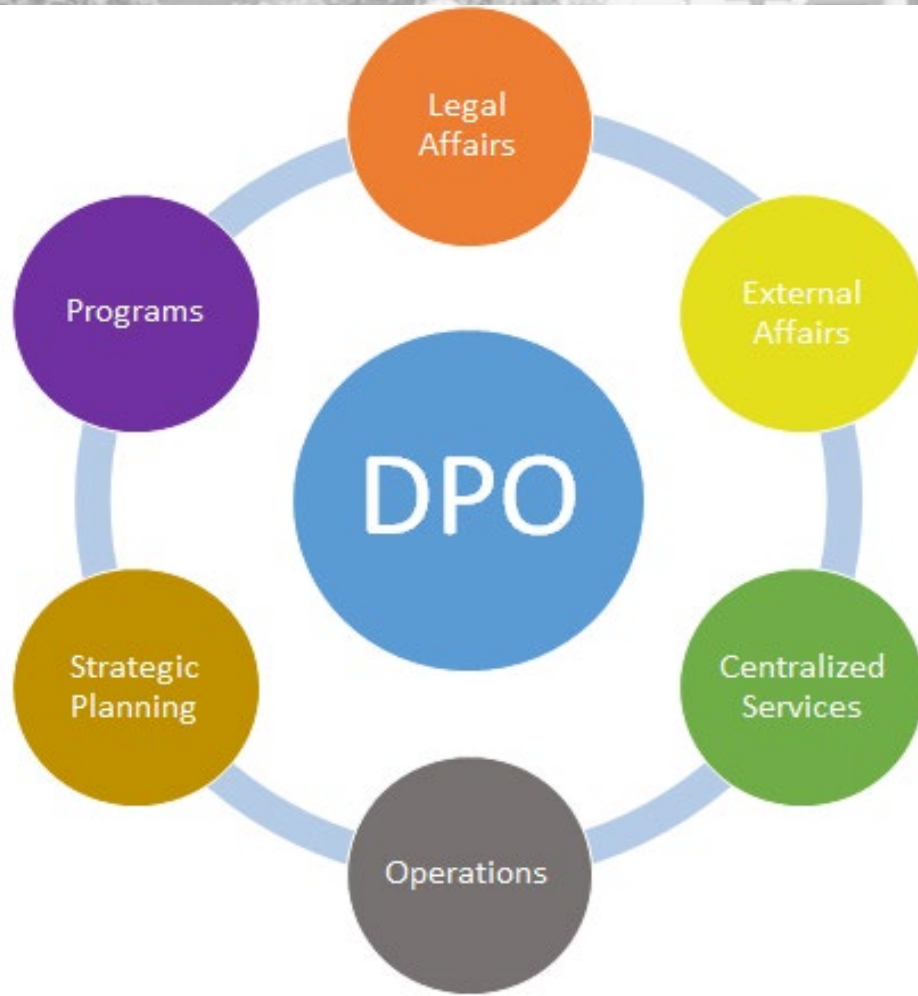 Legal
Affairs
External
Affairs
Programs
DPO
Strategic
Planning
Centralized
Services
Operations